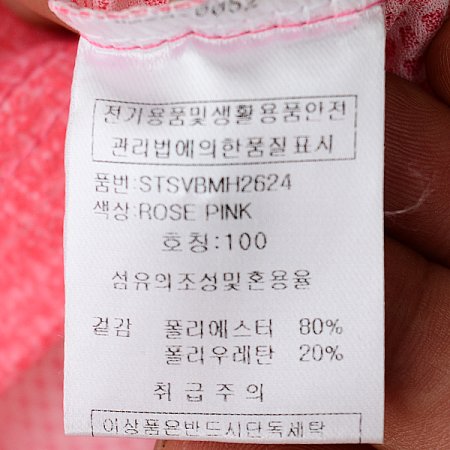 전기용품및생활용품안전
관리법에의한품질표시
품번:STSVBMH2624
색상:ROSE PINK
호칭:100
섬유의조성및혼용율
겉감 폴리에스터 80%
폴리우레탄 20%
취급주의
이상품은반드시단독세탁